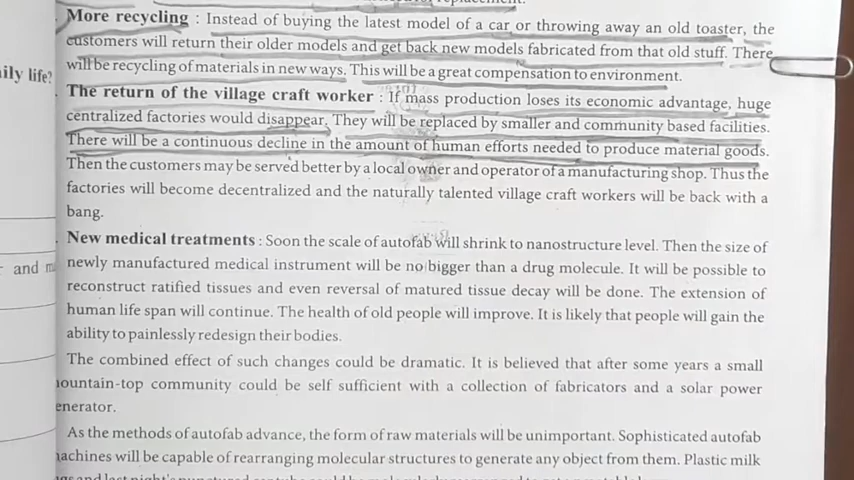 More recycling : Instead of buying the latest model of a car or throwing away an old toaster, the
customers will return their older models and get back new models fabricated from that old stuff. There
will be recycling of materials in new ways. This will be a great compensation to environment.
ily life?
The return of the village craft worker : If mass production loses its economic advantage, huge
centralized factories would disappear. They will be replaced by smaller and community based facilities.
There will be a continuous decline in the amount of human efforts needed to produce material goods.
Then the customers may be served better by a local owner and operator of a manufacturing shop. Thus the
factories will become decentralized and the naturally talented village craft workers will be back with a
bang.
New medical treatments : Soon the scale of autofab will shrink to nanostructure level. Then the size of
and m
newly manufactured medical instrument will be no bigger than a drug molecule. It will be possible to
reconstruct ratified tissues and even reversal of matured tissue decay will be done. The extension of
human life span will continue. The health of old people will improve. It is likely that people will gain the
ability to painlessly redesign their bodies.
The combined effect of such changes could be dramatic. It is believed that after some years a small
ountain-top community could be self sufficient with a collection of fabricators and a solar power
enerator.
As the methods of autofab advance, the form of raw materials will be unimportant. Sophisticated autofab
achines will be capable of rearranging molecular structures to generate any object from them. Plastic milk